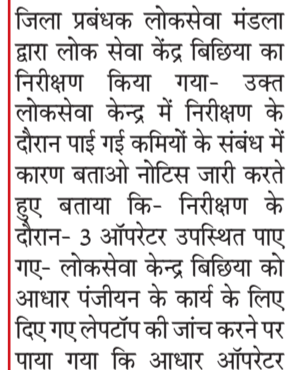 जिला प्रबंधक लोकसेवा मंडला
द्वारा लोक सेवा केंद्र बिछिया का
निरीक्षण किया गया- उक्त
लोकसेवा केन्द्र में निरीक्षण के
दौरान पाई गई कमियों के संबंध में
कारण बताओ नोटिस जारी करते
हुए बताया कि- निरीक्षण के
दौरान- 3 ऑपरेटर उपस्थित पाए
गए- लोकसेवा केन्द्र बिछिया को
आधार पंजीयन के कार्य के लिए
दिए गए लेपटॉप की जांच करने पर
पाया गया कि आधार ऑपरेटर